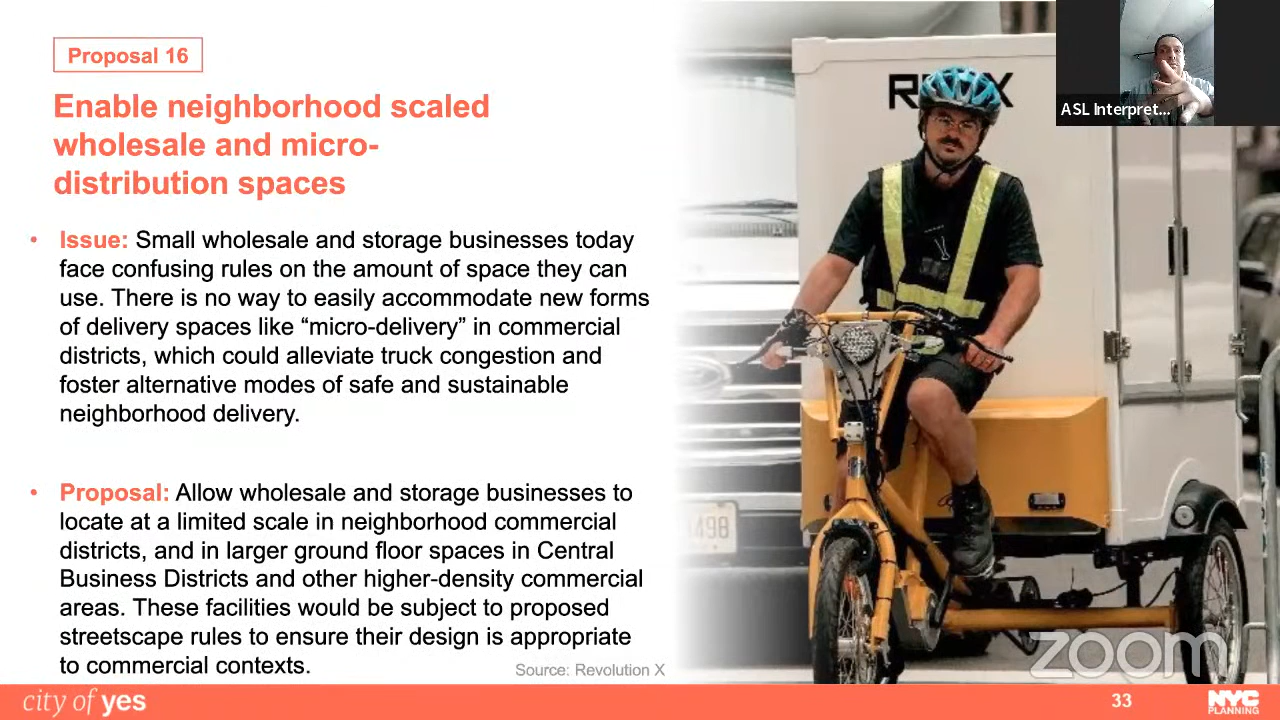 Proposal 16
Enable neighborhood scaled
wholesale and micro-
distribution spaces
• Issue: Small wholesale and storage businesses today
face confusing rules on the amount of space they can
use. There is no way to easily accommodate new forms
of delivery spaces like “micro-delivery” in commercial
districts, which could alleviate truck congestion and
foster alternative modes of safe and sustainable
neighborhood delivery.
• Proposal: Allow wholesale and storage businesses to
locate at a limited scale in neighborhood commercial
districts, and in larger ground floor spaces in Central
Business Districts and other higher-density commercial
areas. These facilities would be subject to proposed
streetscape rules to ensure their design is appropriate
to commercial contexts.
Source: Revolution X
ASL Interpret...
498
zoom
city of yes
33
NYC
PLANNING